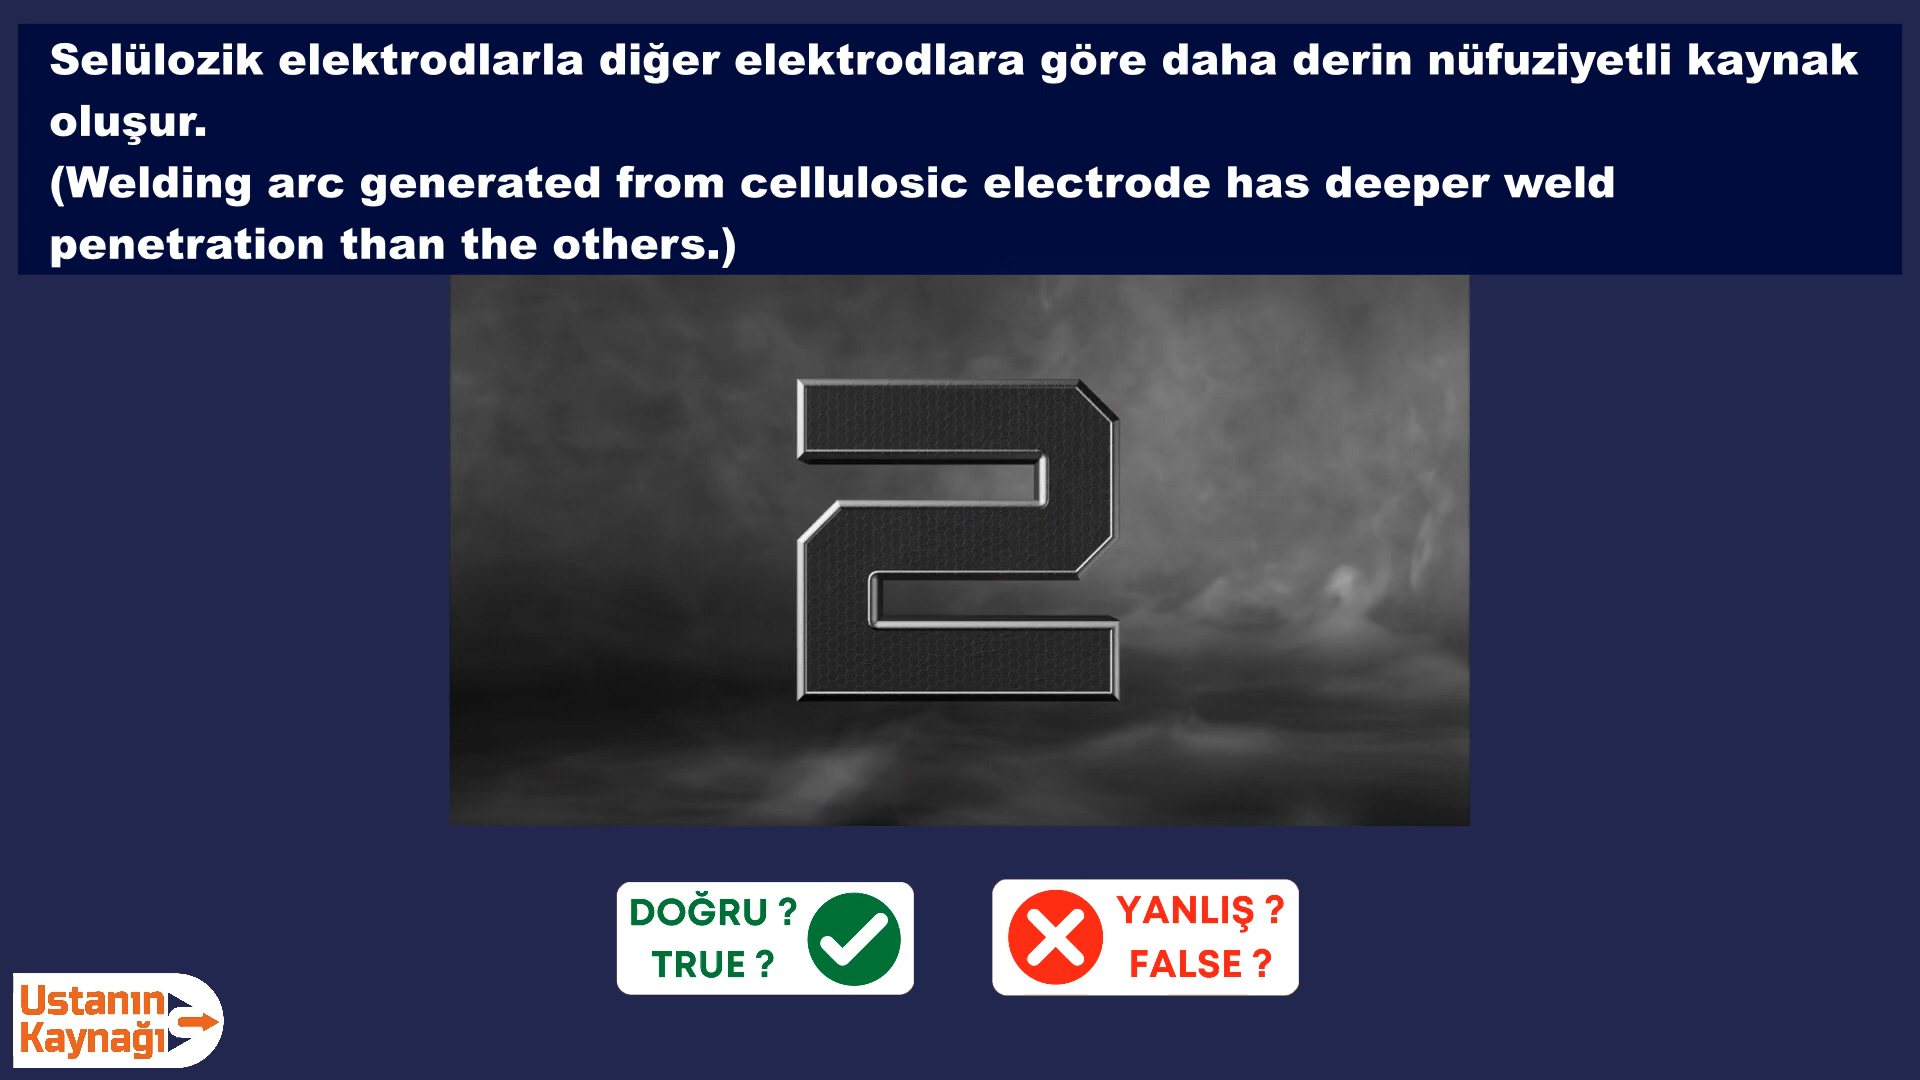 Selülozik elektrodlarla diğer elektrodlara göre daha derin nüfuziyetli kaynak
oluşur.
(Welding arc generated from cellulosic electrode has deeper weld
penetration than the others.)
2
DOĞRU ?
TRUE ?
YANLIŞ ?
FALSE ?
Ustanın
Kaynağı